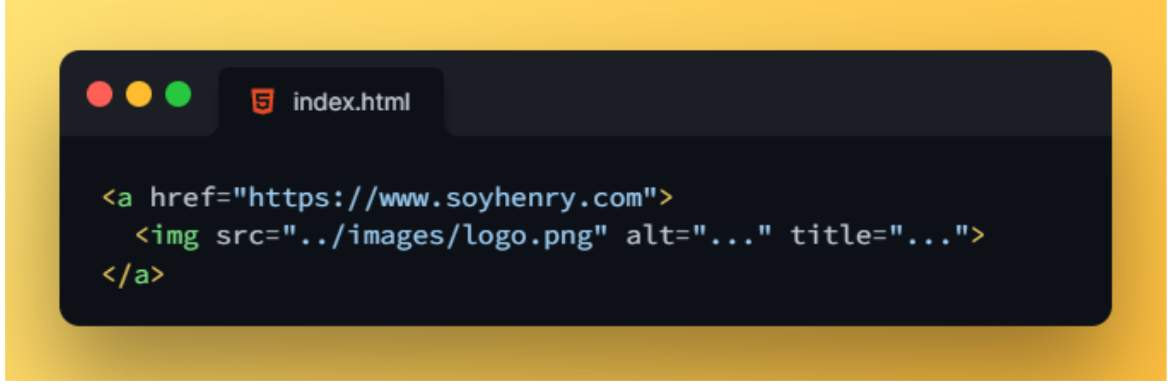 index.html
<a href="https://www.soyhenry.com">
<img src="../images/logo.png" alt="..." title="...">
</a>